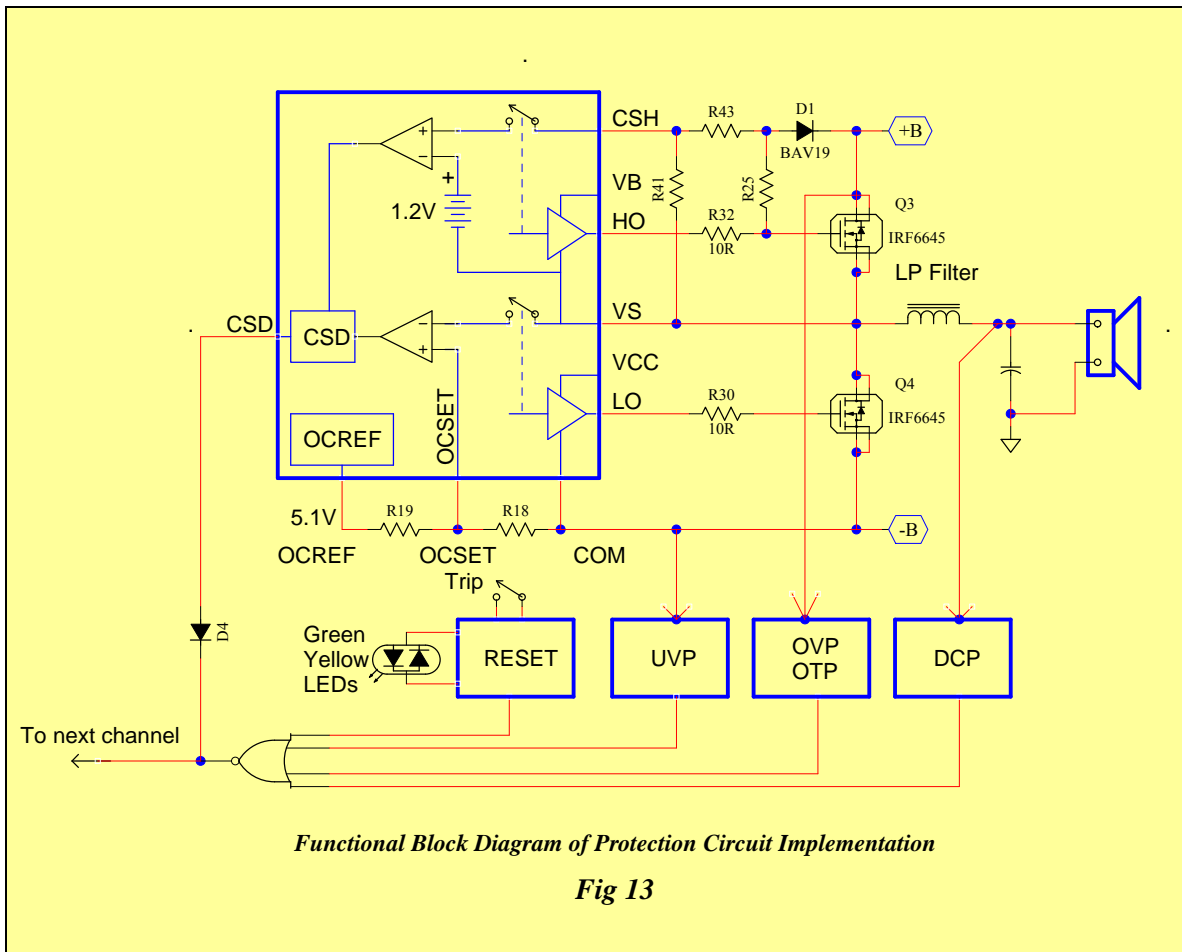 CSH
R43
D1
BAV19
+B
R41
R25
VB
HO
R32
10R
Q3
IRF6645
1.2V
+
-
+
LP Filter
CSD
CSD
-
+
VS
VCC
LO
R30
10R
Q4
IRF6645
OCREF
OCSET
5.1V
R19
R18
-B
OCREF
OCSET
COM
Trip
D4
Green
Yellow
LEDs
RESET
UVP
OVP
OTP
DCP
To next channel
Functional Block Diagram of Protection Circuit Implementation
Fig 13